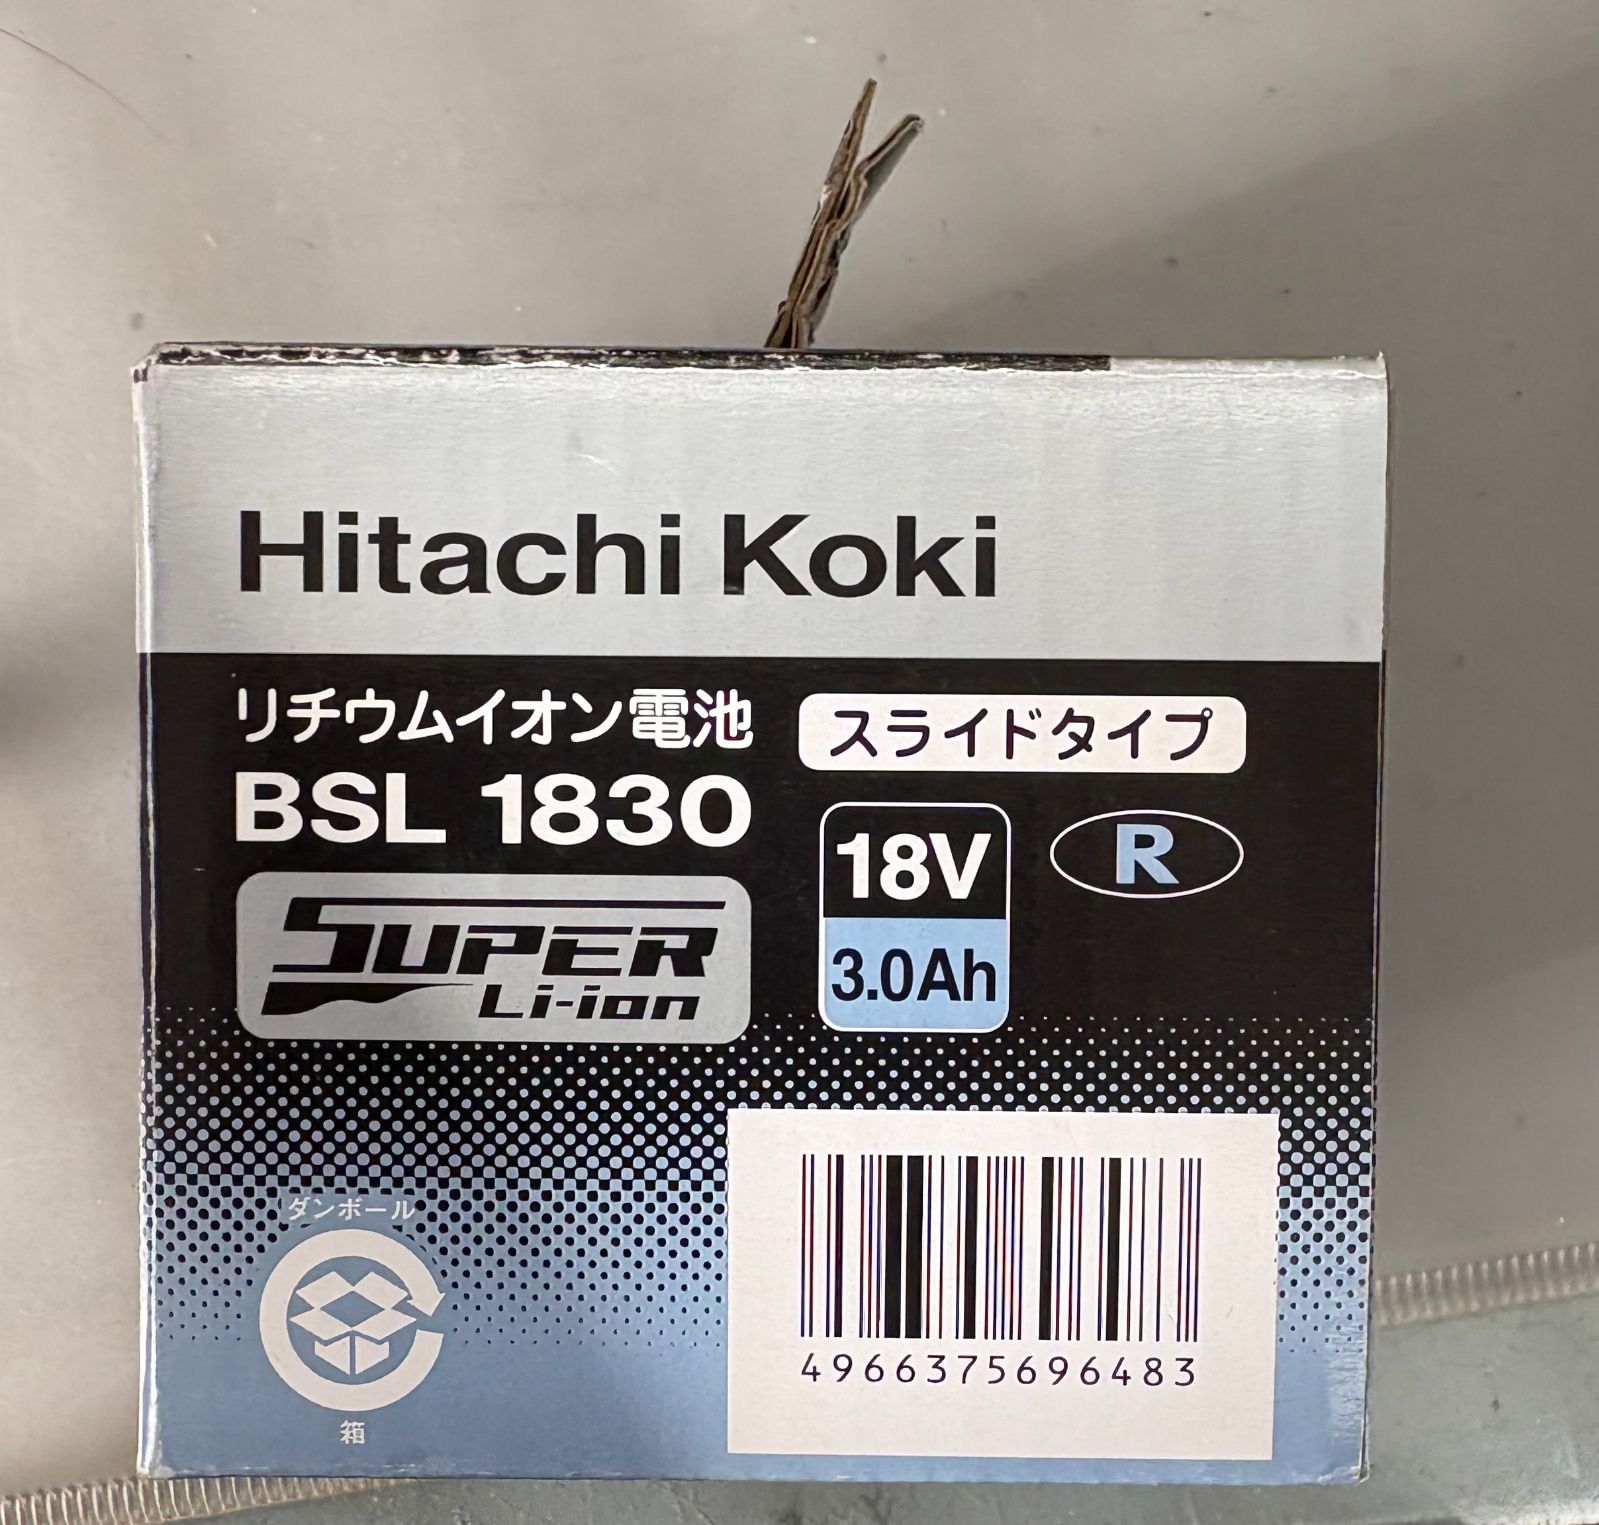 Hitachi Koki
リチウムイオン電池 スライドタイプ
BSL 1830
18V
R
SUPER
Li-ion
3.0Ah
ダンボール
箱
4966375696483